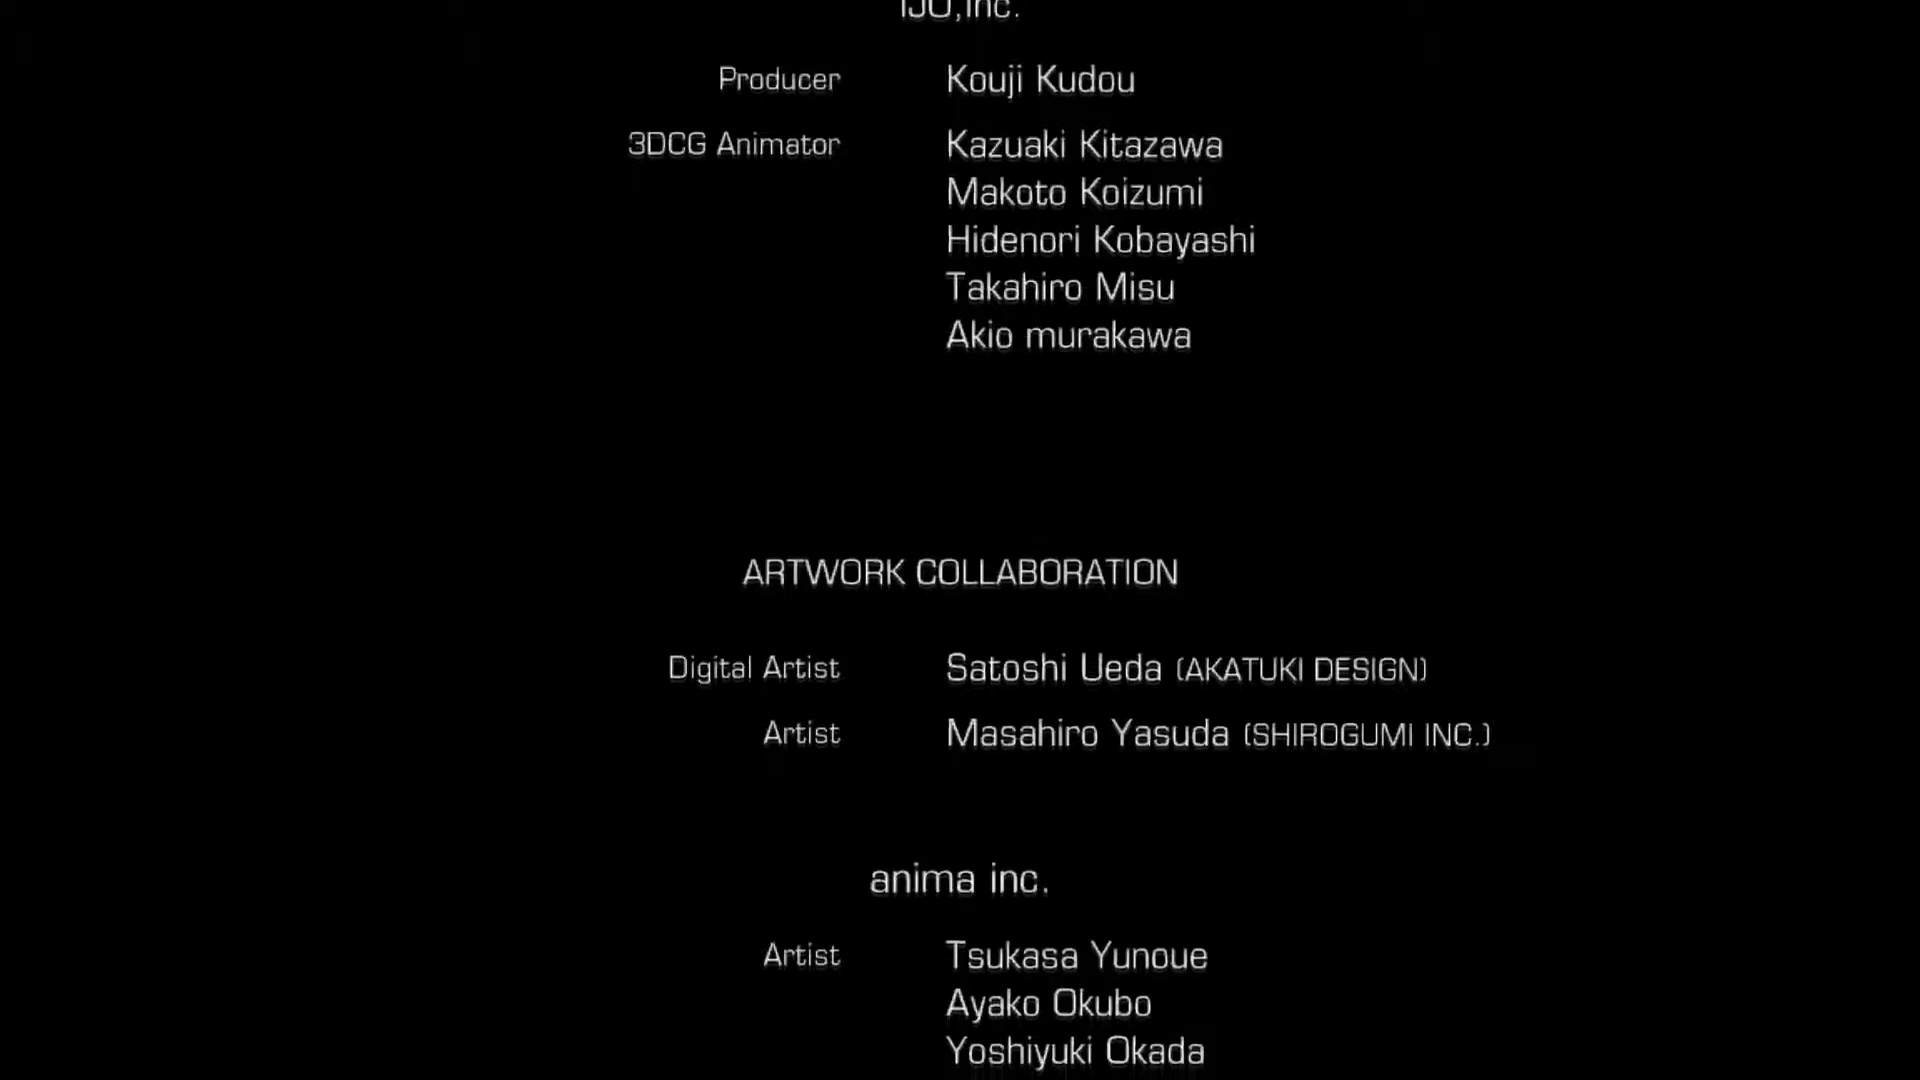 Producer Kouji Kudou
3DCG Animator Kazuaki Kitazawa
Makoto Koizumi
Hidenori Kobayashi
Takahiro Misu
Akio murakawa
ARTWORK COLLABORATION
Digital Artist Satoshi Ueda (AKATUKI DESIGN)
Artist Masahiro Yasuda (SHIROGUMI INC.)
anima inc.
Artist Tsukasa Yunoue
Ayako Okubo
Yoshiyuki Okada